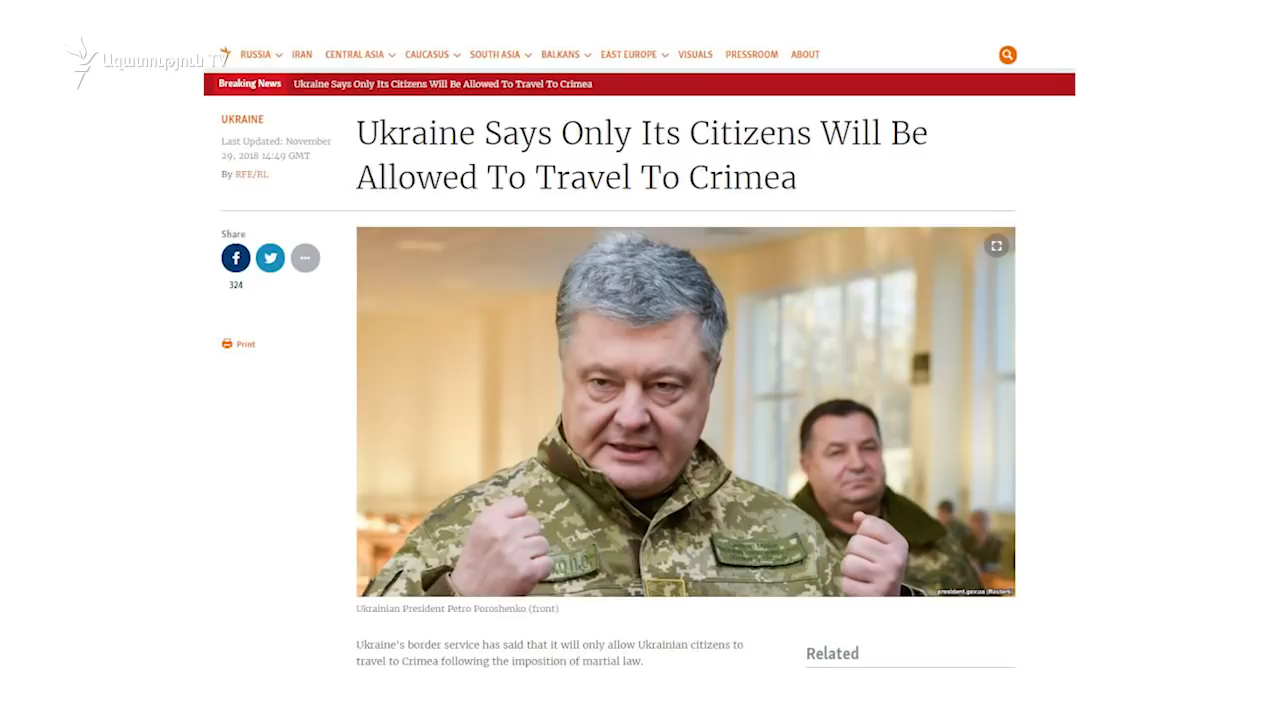 Ազատություն TV
RUSSIA IRAN CENTRAL ASIA CAUCASUS SOUTH ASIA BALKANS EAST EUROPE VISUALS PRESSROOM ABOUT
Breaking News Ukraine Says Only Its Citizens Will Be Allowed To Travel To Crimea
UKRAINE
Last Updated: November
29, 2018 14:49 GMT
By RFE/RL
Ukraine Says Only Its Citizens Will Be
Allowed To Travel To Crimea
Share
324
Print
president.gov.ua (Reuters)
Ukrainian President Petro Poroshenko (front)
Ukraine's border service has said that it will only allow Ukrainian citizens to
travel to Crimea following the imposition of martial law.
Related